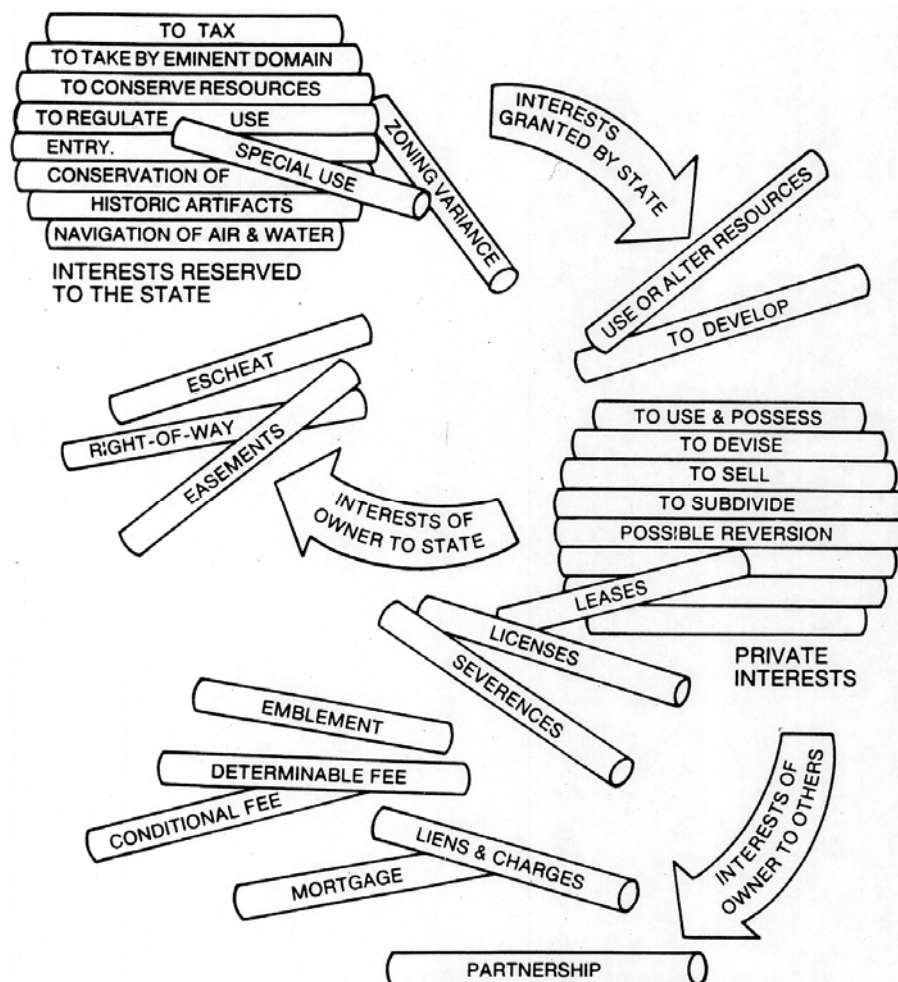 TO TAX
TO TAKE BY EMINENT DOMAIN
TO CONSERVE RESOURCES
TO REGULATE USE
ENTRY.
CONSERVATION OF
HISTORIC ARTIFACTS
NAVIGATION OF AIR & WATER
SPECIAL USE
ZONING VARIANCE
INTERESTS RESERVED
TO THE STATE
INTERESTS
GRANTED BY STATE
USE OR ALTER RESOURCES
TO DEVELOP
ESCHEAT
RIGHT-OF-WAY
EASEMENTS
INTERESTS OF
OWNER TO STATE
TO USE & POSSESS
TO DEVISE
TO SELL
TO SUBDIVIDE
POSSIBLE REVERSION
LEASES
LICENSES
SEVERENCES
PRIVATE
INTERESTS
EMBLEMENT
DETERMINABLE FEE
CONDITIONAL FEE
LIENS & CHARGES
MORTGAGE
INTERESTS OF
OWNER TO OTHERS
PARTNERSHIP